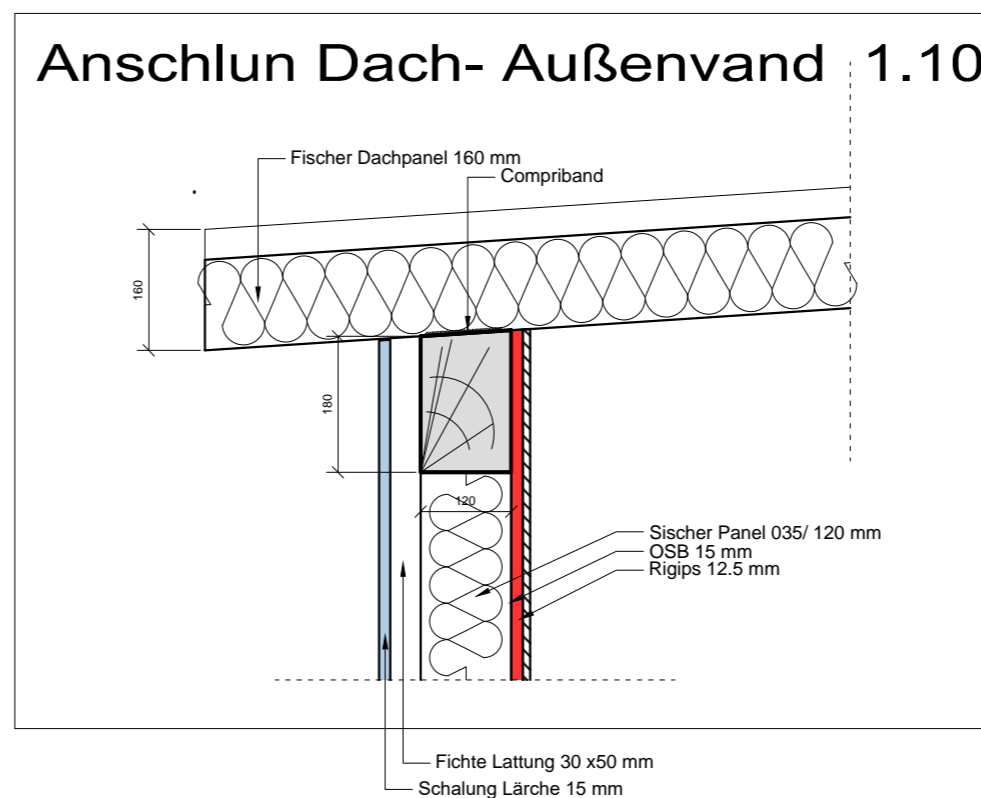 Anschlun Dach- Außenvand 1.10
Fischer Dachpanel 160 mm
Compriband
160
180
120
Sischer Panel 035/ 120 mm
OSB 15 mm
Rigips 12.5 mm
Fichte Lattung 30 x50 mm
Schalung Lärche 15 mm